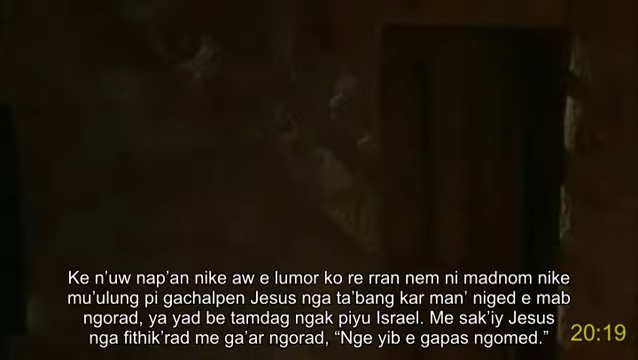 Ke n’uw nap’an nike aw e lumor ko re rran nem ni madnom nike
mu’ulung pi gachalpen Jesus nga ta’bang kar man’ niged e mab
ngorad, ya yad be tamdag ngak piyu Israel. Me sak’iy Jesus
nga fithik’rad me ga’ar ngorad, “Nge yib e gapas ngomed.”
20:19